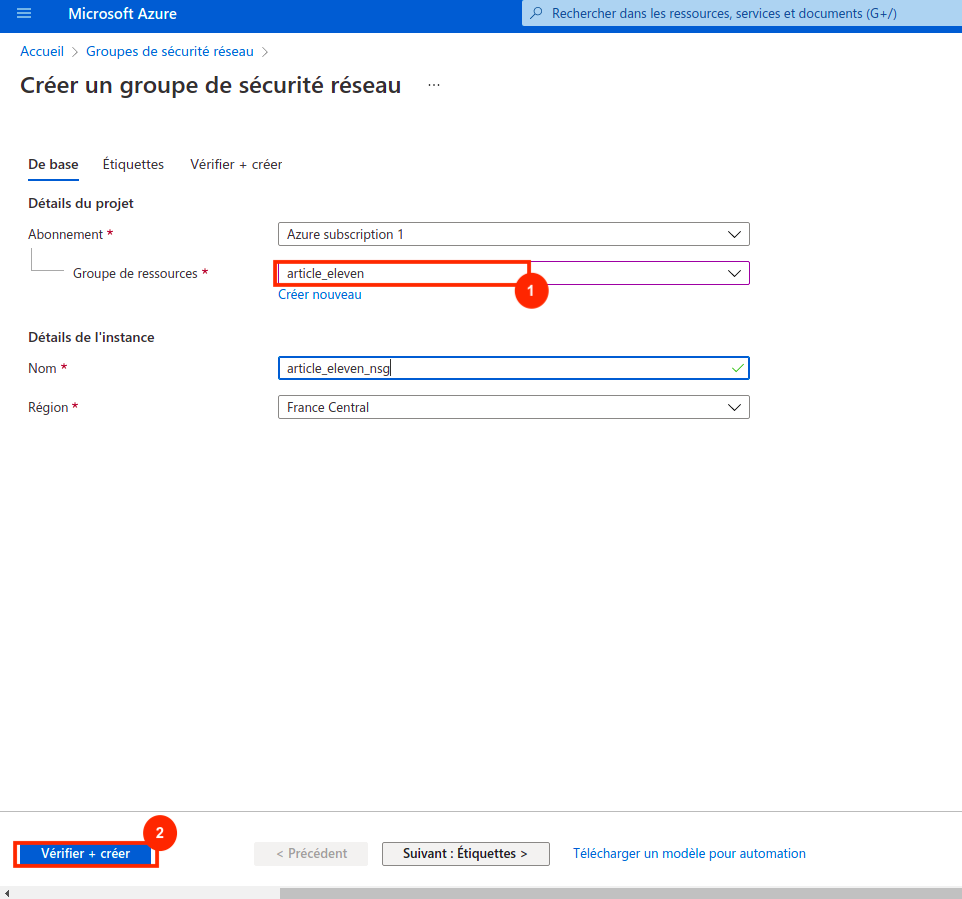 Microsoft Azure
Rechercher dans les ressources, services et documents (G+/)
Accueil > Groupes de sécurité réseau >
Créer un groupe de sécurité réseau ...
De base Étiquettes Vérifier + créer
Détails du projet
Abonnement * Azure subscription 1
Groupe de ressources * article_eleven
1
Créer nouveau
Détails de l'instance
Nom * article_eleven_nsg
Région * France Central
2
Vérifier + créer < Précédent Suivant : Étiquettes > Télécharger un modèle pour automation